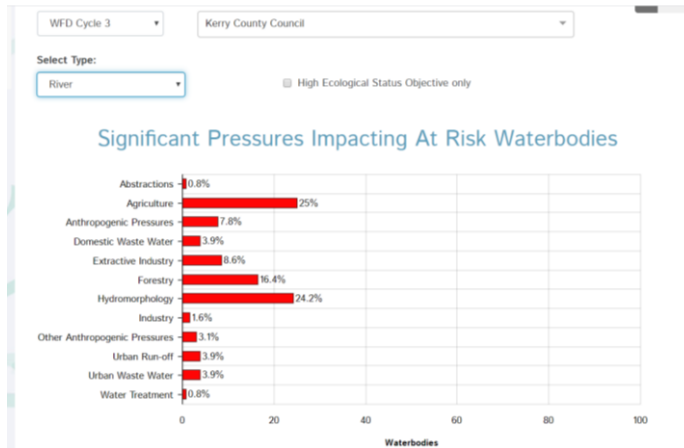 WFD Cycle 3
Kerry County Council
Select Type:
River
High Ecological Status Objective only
Significant Pressures Impacting At Risk Waterbodies
Abstractions 0.8%
Agriculture 25%
Anthropogenic Pressures 7.8%
Domestic Waste Water 3.9%
Extractive Industry 8.6%
Forestry 16.4%
Hydromorphology 24.2%
Industry 1.6%
Other Anthropogenic Pressures 3.1%
Urban Run-off 3.9%
Urban Waste Water 3.9%
Water Treatment 0.8%
0 20 40 60 80 100
Waterbodies